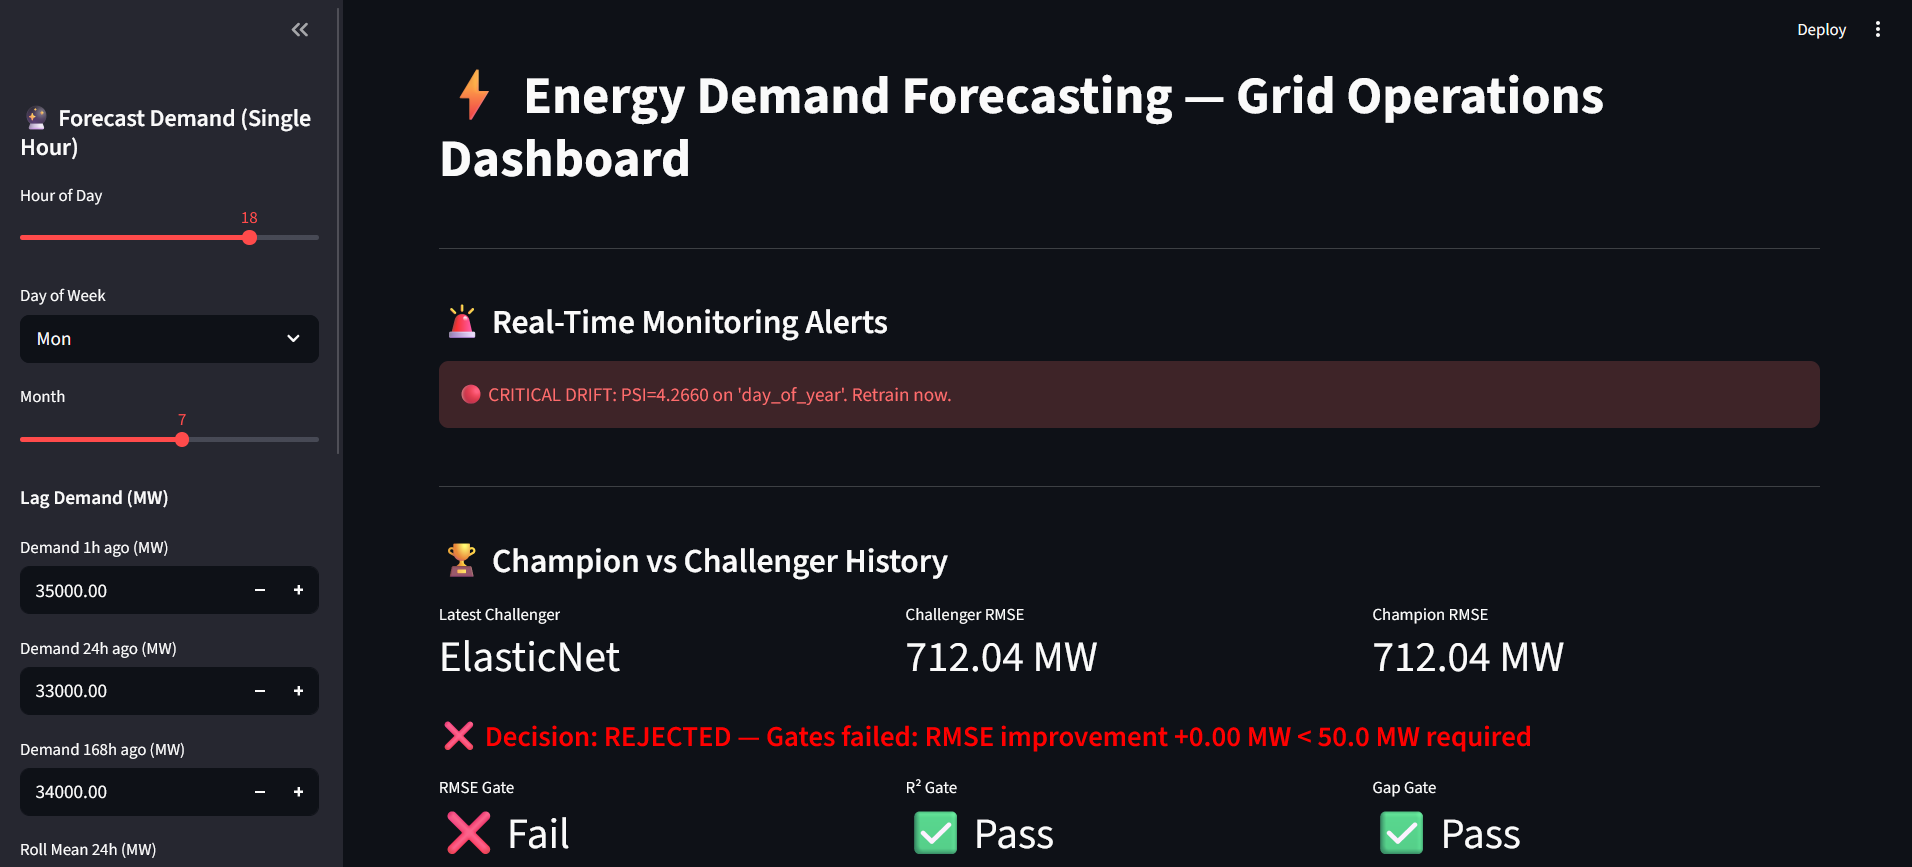 Forecast Demand (Single
Hour)
Hour of Day
18
Day of Week
Mon
Month
7
Lag Demand (MW)
Demand 1h ago (MW)
35000.00
Demand 24h ago (MW)
33000.00
Demand 168h ago (MW)
34000.00
Roll Mean 24h (MW)
Deploy
Energy Demand Forecasting — Grid Operations
Dashboard
Real-Time Monitoring Alerts
CRITICAL DRIFT: PSI=4.2660 on 'day_of_year'. Retrain now.
Champion vs Challenger History
Latest Challenger
ElasticNet
Challenger RMSE
712.04 MW
Champion RMSE
712.04 MW
Decision: REJECTED — Gates failed: RMSE improvement +0.00 MW < 50.0 MW required
RMSE Gate
Fail
R² Gate
Pass
Gap Gate
Pass